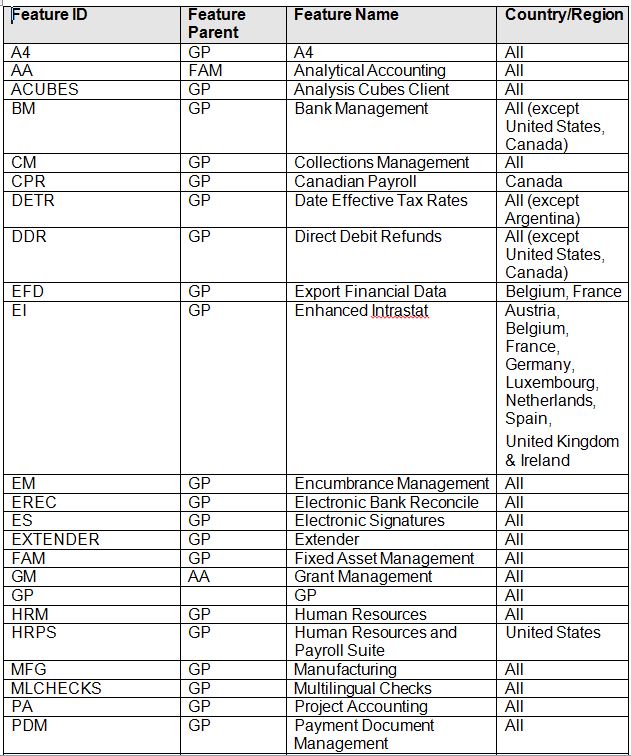 Feature ID Feature Parent Feature Name Country/Region
A4 GP A4 All
AA FAM Analytical Accounting All
ACUBES GP Analysis Cubes Client All
BM GP Bank Management All (except
United States,
Canada)
CM GP Collections Management All
CPR GP Canadian Payroll Canada
DETR GP Date Effective Tax Rates All (except
Argentina)
DDR GP Direct Debit Refunds All (except
United States,
Canada)
EFD GP Export Financial Data Belgium, France
EI GP Enhanced Intrastat Austria,
Belgium,
France,
Germany,
Luxembourg,
Netherlands,
Spain,
United Kingdom
& Ireland
EM GP Encumbrance Management All
EREC GP Electronic Bank Reconcile All
ES GP Electronic Signatures All
EXTENDER GP Extender All
FAM GP Fixed Asset Management All
GM AA Grant Management All
GP GP All
HRM GP Human Resources All
HRPS GP Human Resources and United States
Payroll Suite
MFG GP Manufacturing All
MLCHECKS GP Multilingual Checks All
PA GP Project Accounting All
PDM GP Payment Document All
Management